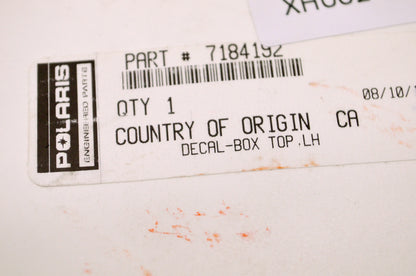 PART # 7184192
QTY 1
08/10/
COUNTRY OF ORIGIN CA
DECAL-BOX TOP,LH
POLARIS
ENGINEERED PARTS